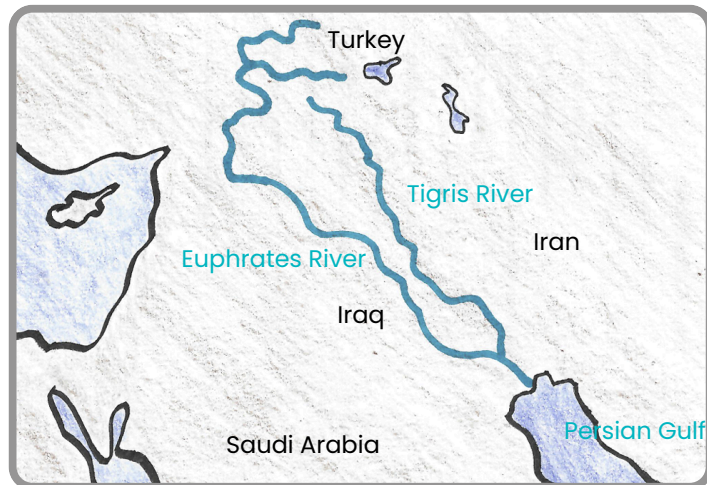 Turkey
Tigris River
Iran
Euphrates River
Iraq
Persian Gulf
Saudi Arabia